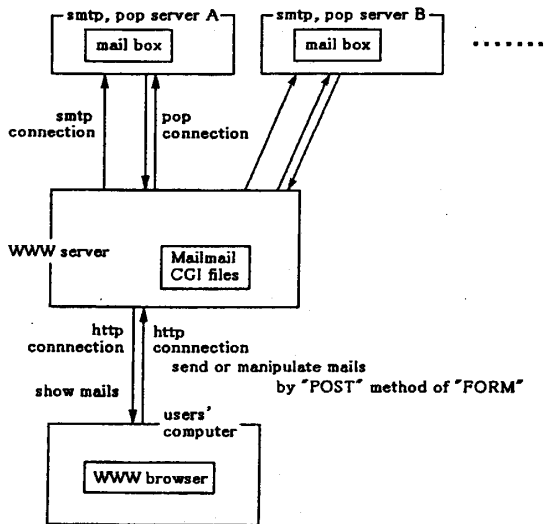 smtp, pop server A
mail box
smtp, pop server B
mail box
........
smtp
connection
pop
connection
WWW server
Mailmail
CGI files
http
connnection
http
connnection
send or manipulate mails
by "POST" method of "FORM"
show mails
users'
computer
WWW browser